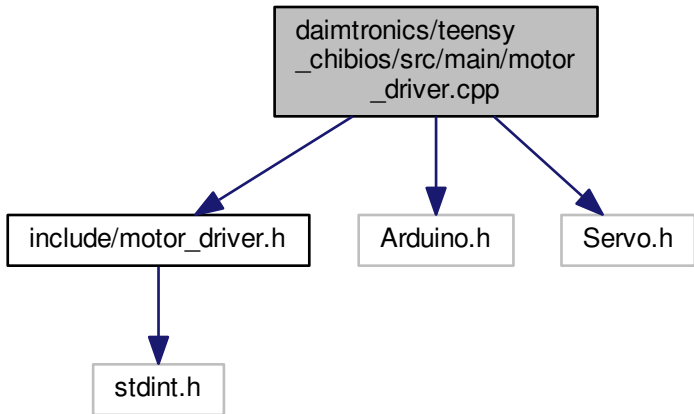 daimtronics/teensy
_chibios/src/main/motor
_driver.cpp
include/motor_driver.h
Arduino.h
Servo.h
stdint.h